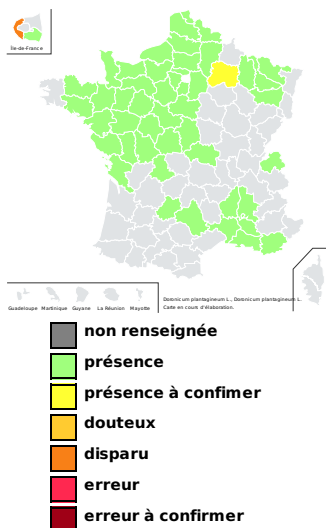 Île-de-France
Guadeloupe Martinique Guyane La Réunion Mayotte
Doronicum plantagineum L., Doronicum plantagineum L.
Carte en cours d'élaboration.
non renseignée
présence
présence à confimer
douteux
disparu
erreur
erreur à confirmer